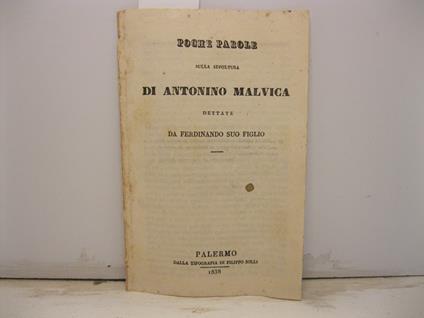 POCHE PAROLE
SULLA SEPOLTURA
DI ANTONINO MALVICA
DETTATE
DA FERDINANDO SUO FIGLIO
PALERMO
DALLA TIPOGRAFIA DI FILIPPO SOLLI
1838